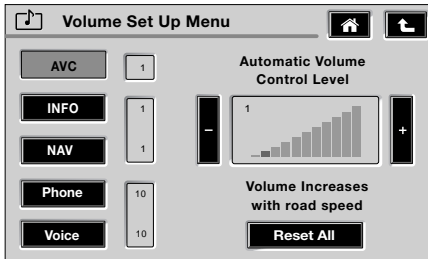 Volume Set Up Menu
AVC
1
INFO
1
NAV
1
Phone
10
Voice
10
Automatic Volume
Control Level
−
1
+
Volume Increases
with road speed
Reset All